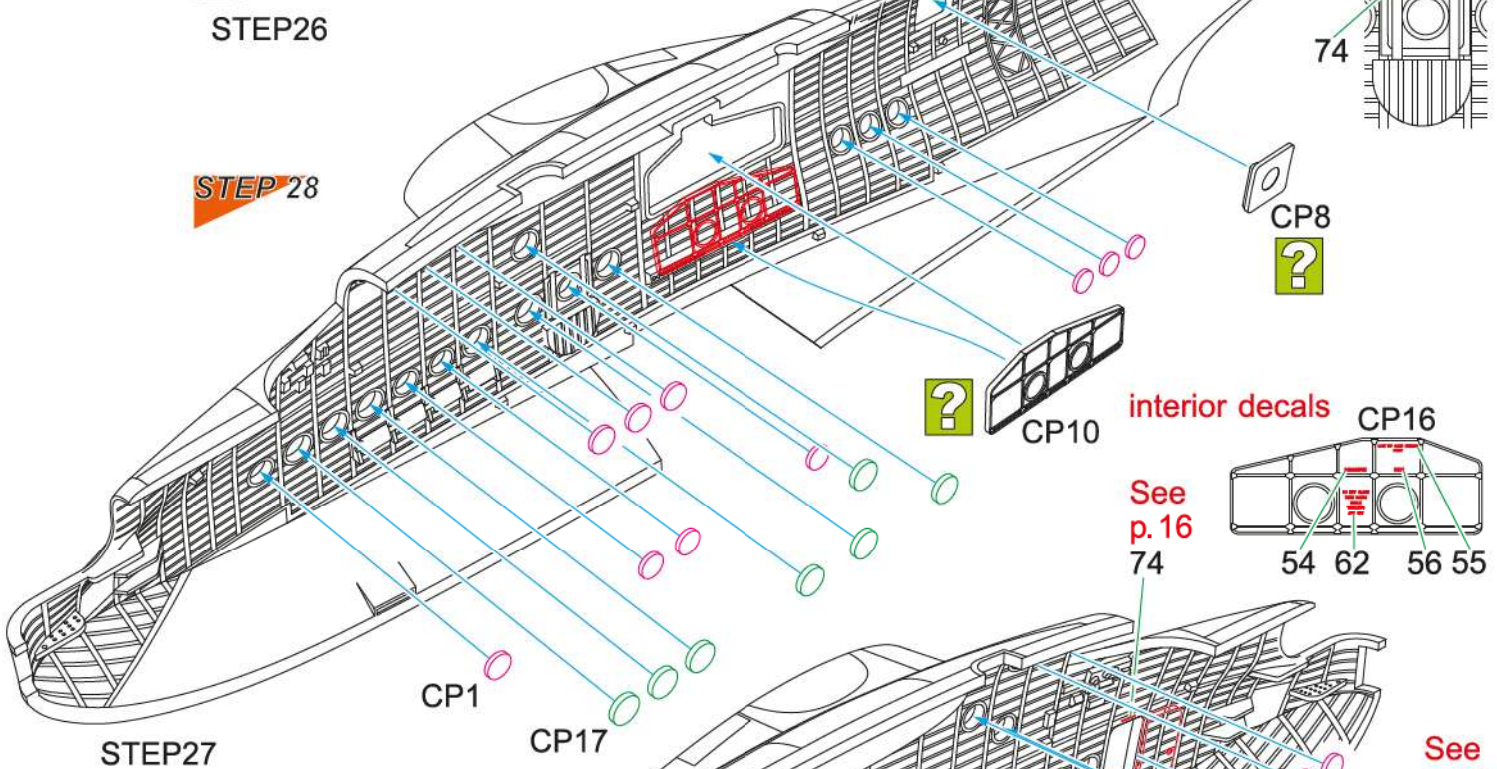 STEP26
74
STEP 28
CP8
?
?
CP10
interior decals
CP16
See
p. 16
74
54 62 56 55
CP1
CP17
STEP27
See